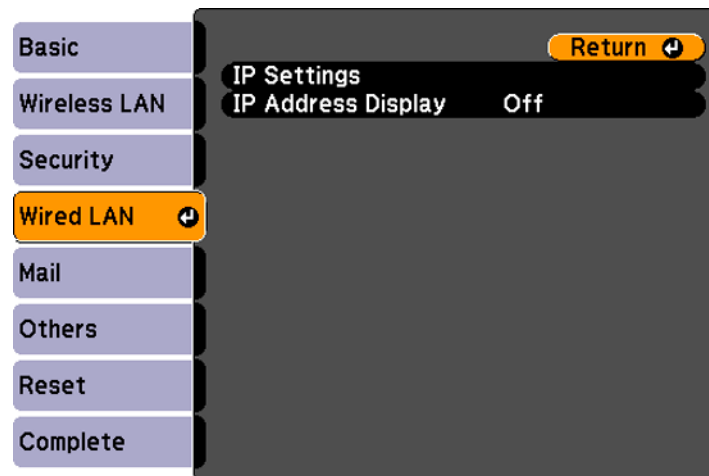 Basic
Wireless LAN
Security
Wired LAN
Mail
Others
Reset
Complete
Return
IP Settings
IP Address Display Off